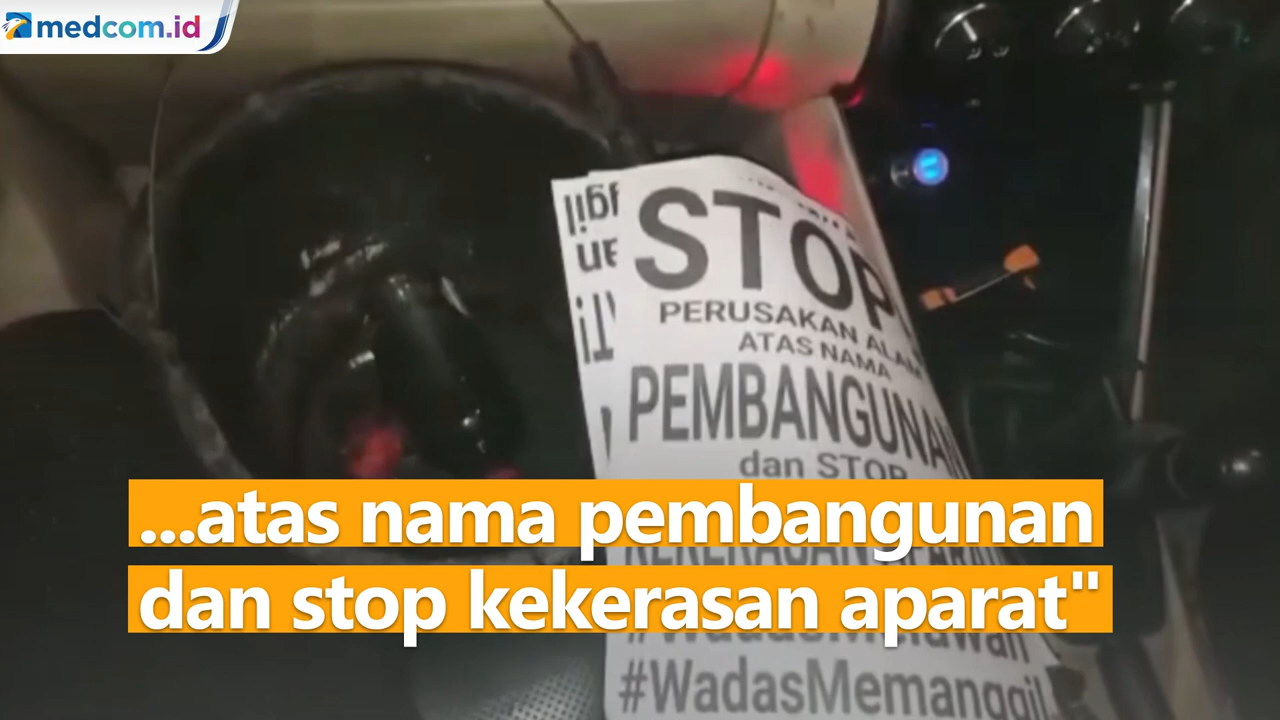 medcom.id
STOP
PERUSAKAN ALAM
ATAS NAMA
PEMBANGUNAN
dan STOP
...atas nama pembangunan
dan stop kekerasan aparat"
#WadasMemanggil